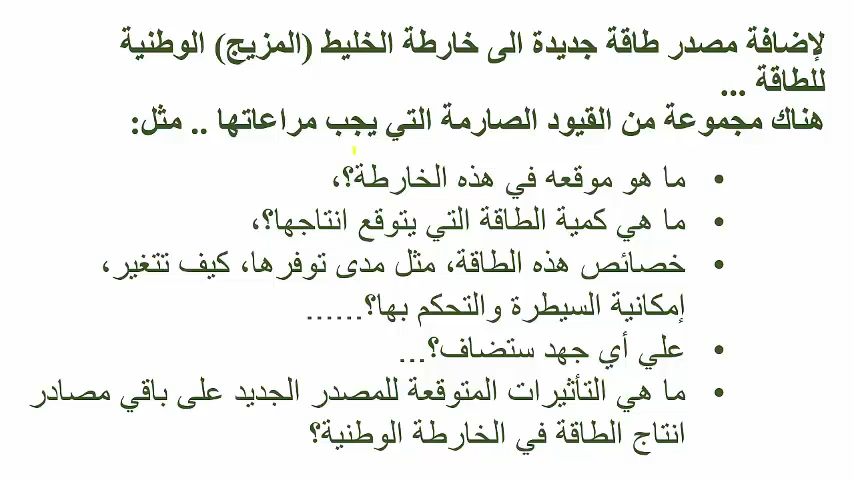 لإضافة مصدر طاقة جديدة الى خارطة الخليط (المزيج) الوطنية
للطاقة ...
هناك مجموعة من القيود الصارمة التي يجب مراعاتها .. مثل:
• ما هو موقعه في هذه الخارطة؟،
• ما هي كمية الطاقة التي يتوقع انتاجها؟،
• خصائص هذه الطاقة، مثل مدى توفرها، كيف تتغير،
إمكانية السيطرة والتحكم بها؟......
• علي أي جهد ستضاف؟...
• ما هي التأثيرات المتوقعة للمصدر الجديد على باقي مصادر
انتاج الطاقة في الخارطة الوطنية؟